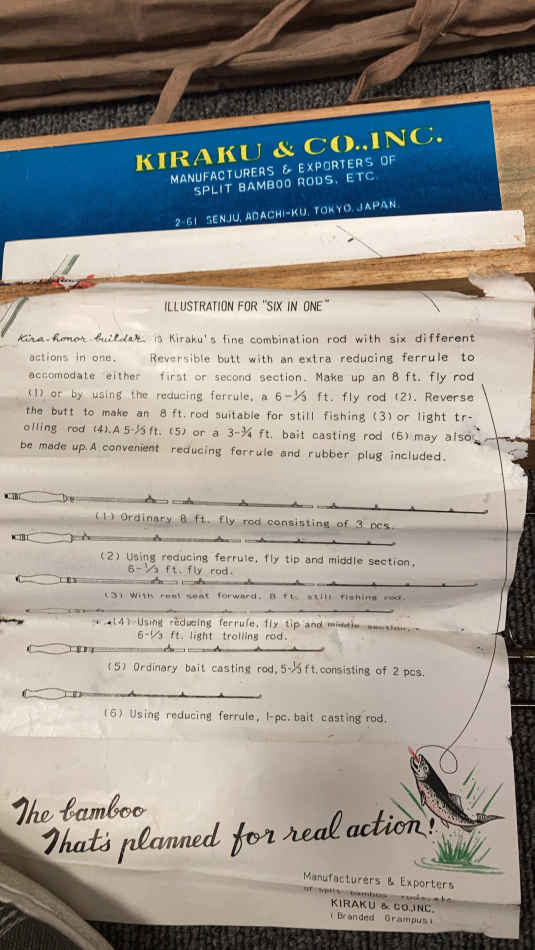 KIRAKU & CO.,INC.
MANUFACTURERS & EXPORTERS OF
SPLIT BAMBOO RODS, ETC.
2-61 SENJU, ADACHI-KU, TOKYO, JAPAN.
ILLUSTRATION FOR "SIX IN ONE"
Kira-honor-builder is Kiraku's fine combination rod with six different
actions in one. Reversible butt with an extra reducing ferrule to
accomodate either first or second section. Make up an 8 ft. fly rod
(1) or by using the reducing ferrule, a 6-⅓ ft. fly rod (2). Reverse
the butt to make an 8 ft. rod suitable for still fishing (3) or light tr-
olling rod (4). A 5-⅓ ft. (5) or a 3-¾ ft. bait casting rod (6) may also
be made up. A convenient reducing ferrule and rubber plug included.
(1) Ordinary 8 ft. fly rod consisting of 3 pcs.
(2) Using reducing ferrule, fly tip and middle section,
6-⅓ ft. fly rod.
(3) With reel seat forward, 8 ft. still fishing rod.
(4) Using reducing ferrule, fly tip and middle section,
6-⅓ ft. light trolling rod.
(5) Ordinary bait casting rod, 5-⅓ ft. consisting of 2 pcs.
(6) Using reducing ferrule, 1-pc. bait casting rod.
The bamboo
That's planned for real action!
Manufacturers & Exporters
of split bamboo rods, etc.
KIRAKU & CO.,INC.
(Branded Grampus)